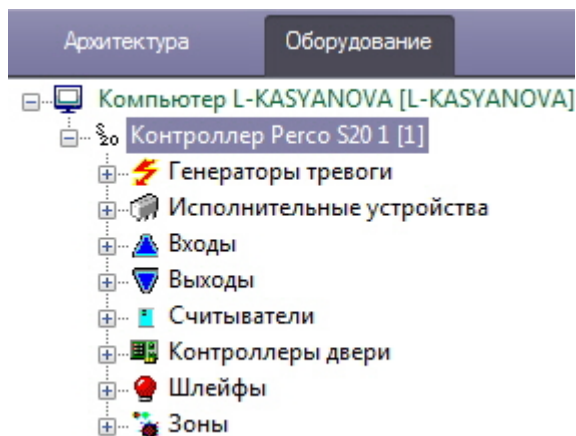 Архитектура Оборудование
Компьютер L-KASYANOVA [L-KASYANOVA]
S20 Контроллер Perco S20 1 [1]
Генераторы тревоги
Исполнительные устройства
Входы
Выходы
Считыватели
Контроллеры двери
Шлейфы
Зоны